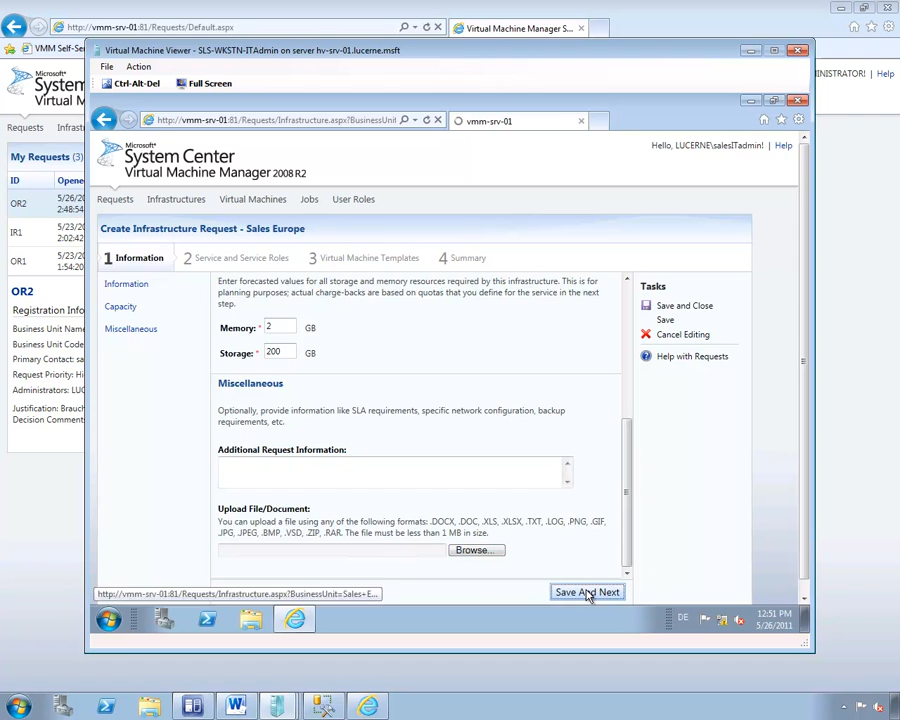 http://vmm-srv-01:81/Requests/Default.aspx
Virtual Machine Manager S...
VMM Self-Se
Virtual Machine Viewer - SLS-WKSTN-ITAdmin on server hv-srv-01.lucerne.msft
File Action
Ctrl-Alt-Del Full Screen
Microsoft
System
Virtual
INISTRATOR! Help
Requests Infrast
My Requests (3)
ID Opene
OR2 5/26/20
2:48:54
IR1 5/23/20
2:02:42
OR1 5/23/20
1:54:20
OR2
Registration Infor
Business Unit Name
Business Unit Code
Primary Contact: sa
Request Priority: Hi
Administrators: LUC
Justification: Brauch
Decision Comment
http://vmm-srv-01:81/Requests/Infrastructure.aspx?BusinessUnit
vmm-srv-01
Microsoft
System Center
Virtual Machine Manager 2008 R2
Hello, LUCERNE\salesITadmin! Help
Requests Infrastructures Virtual Machines Jobs User Roles
Create Infrastructure Request - Sales Europe
1 Information 2 Service and Service Roles 3 Virtual Machine Templates 4 Summary
Information
Capacity
Miscellaneous
Enter forecasted values for all storage and memory resources required by this infrastructure. This is for
planning purposes; actual charge-backs are based on quotas that you define for the service in the next
step.
Memory: * 2 GB
Storage: * 200 GB
Miscellaneous
Optionally, provide information like SLA requirements, specific network configuration, backup
requirements, etc.
Additional Request Information:
Upload File/Document:
You can upload a file using any of the following formats: .DOCX, .DOC, .XLS, .XLSX, .TXT, .LOG, .PNG, .GIF,
.JPG, .JPEG, .BMP, .VSD, .ZIP, .RAR. The file must be less than 1 MB in size.
Browse...
Save And Next
Tasks
Save and Close
Save
Cancel Editing
Help with Requests
http://vmm-srv-01:81/Requests/Infrastructure.aspx?BusinessUnit=Sales+E...
DE
12:51 PM
5/26/2011